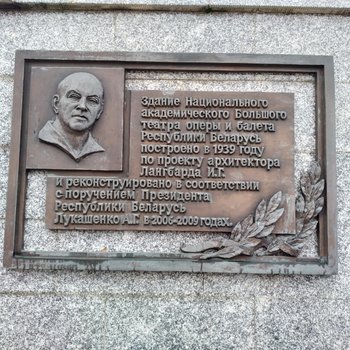 Здание Национального
академического Большого
театра оперы и балета
Республики Беларусь
построено в 1939 году
по проекту архитектора
Лангбарда И.Г.
и реконструировано в соответствии
с поручением Президента
Республики Беларусь
Лукашенко А.Г. в 2006-2009 годах.